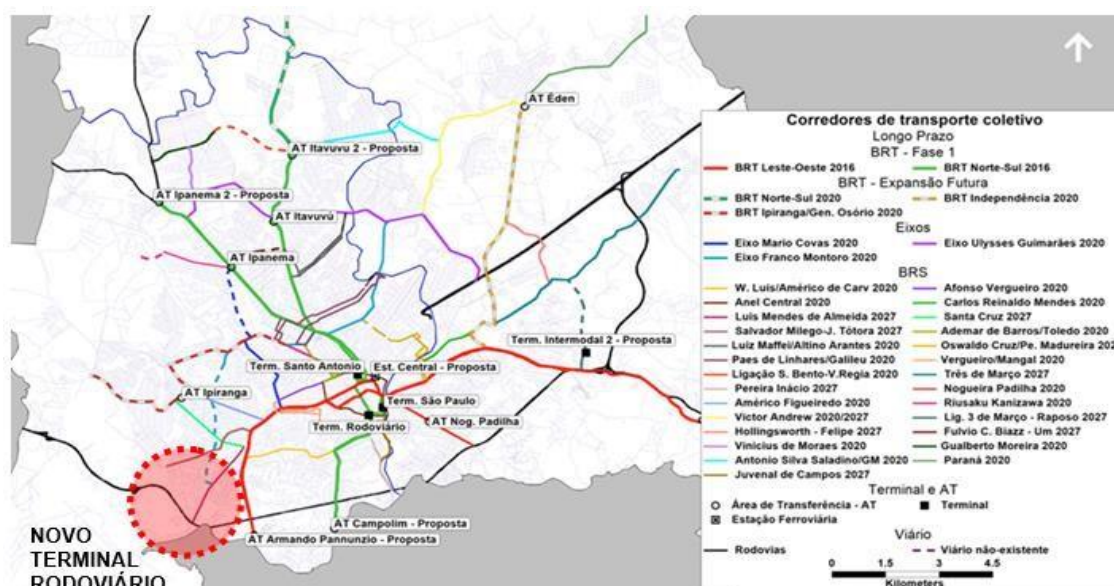 AT Éden
AT Itavuvu 2 - Proposta
AT Ipanema 2 - Proposta
AT Itavuvú
AT Ipanema
Term. Intermodal 2 - Proposta
Term. Santo Antonio
Est. Central - Proposta
AT Ipiranga
Term. São Paulo
Term. Rodoviário
AT Nog. Padilha
AT Campolim - Proposta
AT Armando Pannunzio - Proposta
NOVO
TERMINAL
RODOVIÁRIO
Corredores de transporte coletivo
Longo Prazo
BRT - Fase 1
BRT Leste-Oeste 2016
BRT Norte-Sul 2016
BRT - Expansão Futura
BRT Norte-Sul 2020
BRT Independência 2020
BRT Ipiranga/Gen. Osório 2020
Eixos
Eixo Mario Covas 2020
Eixo Ulysses Guimarães 2020
Eixo Franco Montoro 2020
BRS
W. Luis/Américo de Carv 2020
Afonso Vergueiro 2020
Anel Central 2020
Carlos Reinaldo Mendes 2020
Luis Mendes de Almeida 2027
Santa Cruz 2027
Salvador Milego-J. Tótora 2027
Ademar de Barros/Toledo 2020
Luiz Maffei/Altino Arantes 2020
Oswaldo Cruz/Pe. Madureira 202
Paes de Linhares/Galileu 2020
Vergueiro/Mangal 2020
Ligação S. Bento-V.Regia 2020
Três de Março 2027
Pereira Inácio 2027
Nogueira Padilha 2020
Américo Figueiredo 2020
Riusaku Kanizawa 2020
Victor Andrew 2020/2027
Lig. 3 de Março - Raposo 2027
Hollingsworth - Felipe 2027
Fulvio C. Biazz - Um 2027
Vinicius de Moraes 2020
Gualberto Moreira 2020
Antonio Silva Saladino/GM 2020
Paraná 2020
Juvenal de Campos 2027
Terminal e AT
Área de Transferência - AT
Terminal
Estação Ferroviária
Viário
Rodovias
Viário não-existente
0 1.5 3 4.5
Kilometers